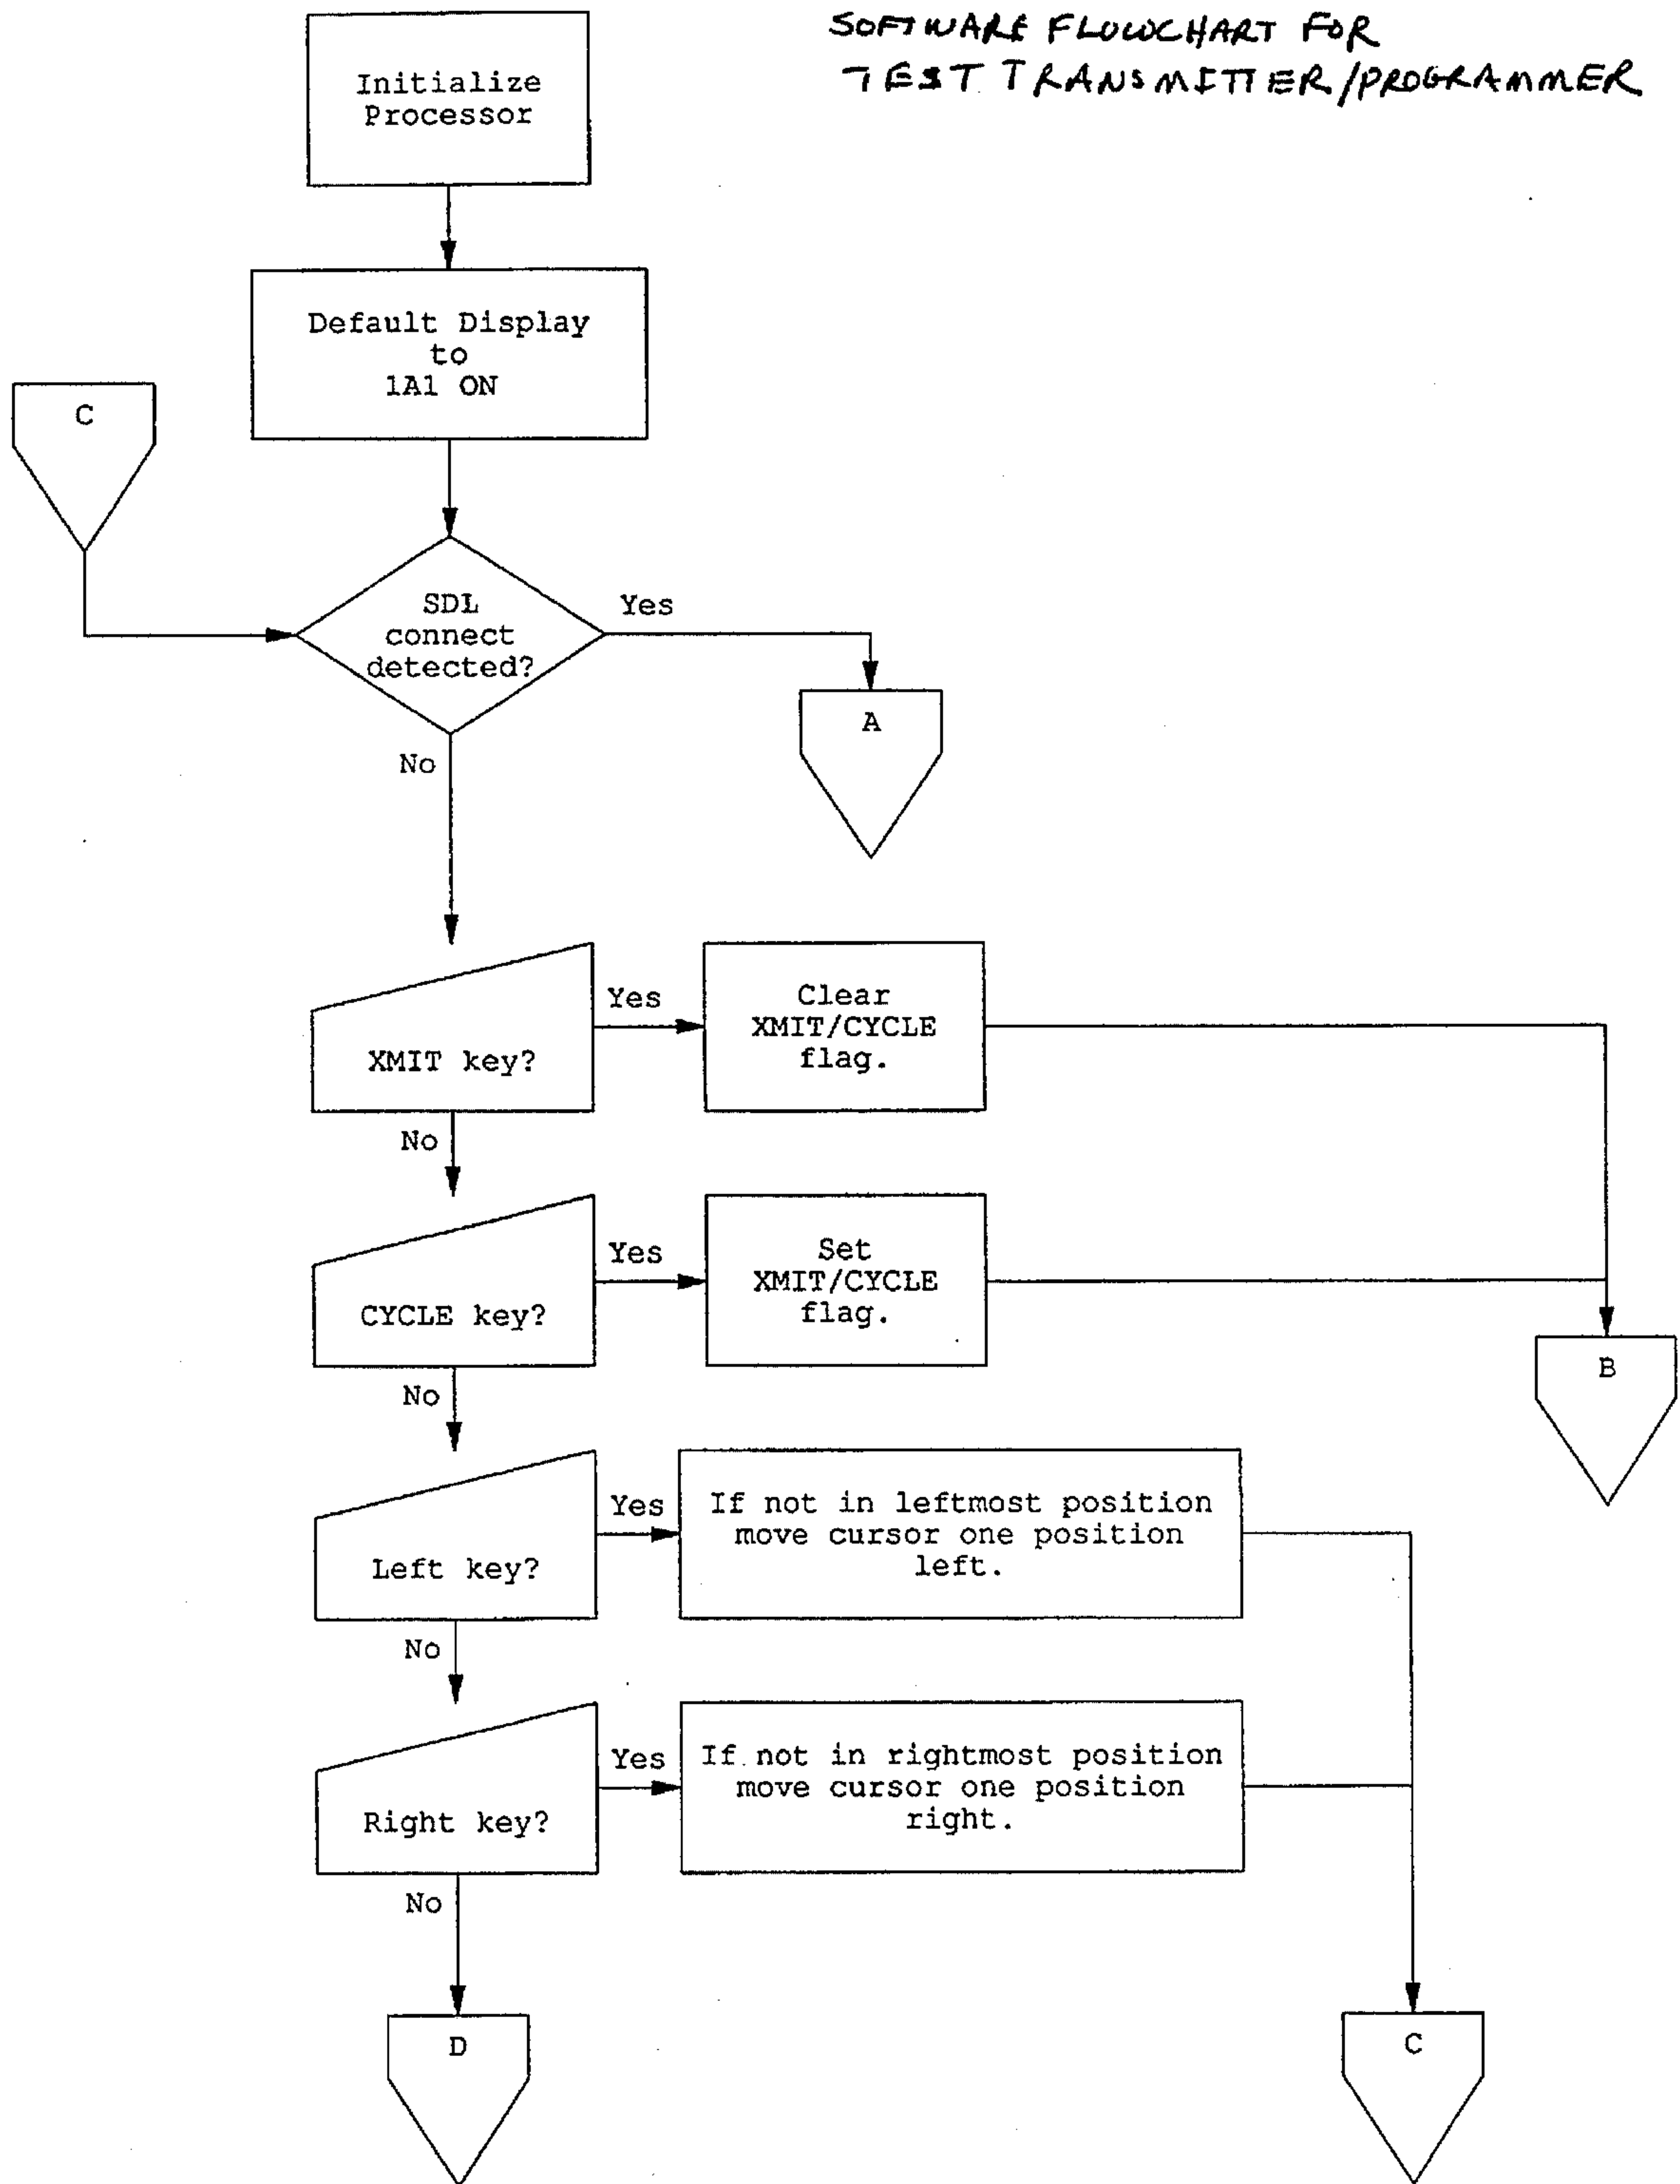 SOFTWARE FLOWCHART FOR
TEST TRANSMITTER/PROGRAMMER
Initialize
Processor
Default Display
to
1A1 ON
C
SDL
connect
detected?
Yes
A
No
XMIT key?
Yes
Clear
XMIT/CYCLE
flag.
No
CYCLE key?
Yes
Set
XMIT/CYCLE
flag.
B
No
Left key?
Yes
If not in leftmost position
move cursor one position
left.
No
Right key?
Yes
If not in rightmost position
move cursor one position
right.
No
D
C